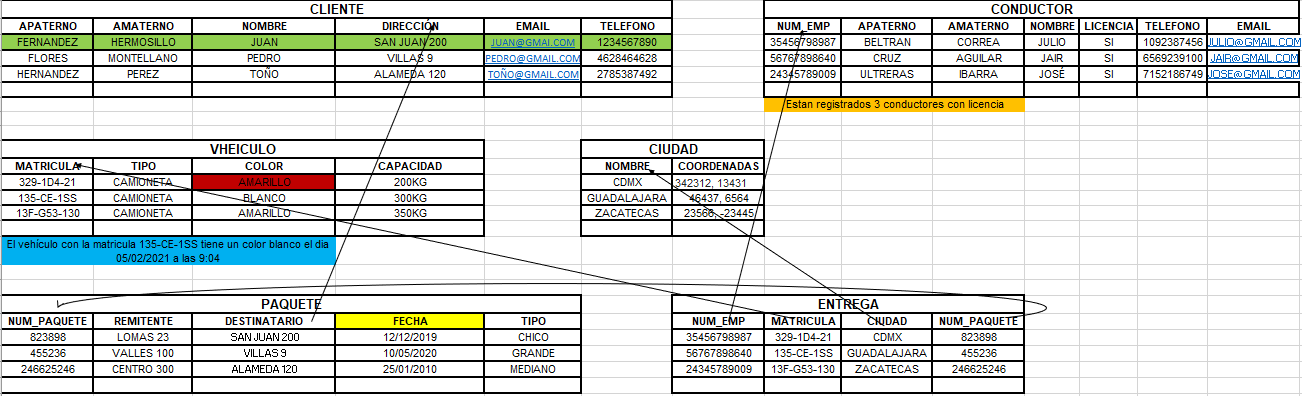 CLIENTE
APATERNO AMATERNO NOMBRE DIRECCIÓN EMAIL TELEFONO
FERNANDEZ HERMOSILLO JUAN SAN JUAN 200 JUAN@GMAI.COM 1234567890
FLORES MONTELLANO PEDRO VILLAS 9 PEDRO@GMAIL.COM 4628464628
HERNANDEZ PEREZ TOÑO ALAMEDA 120 TOÑO@GMAIL.COM 2785387492
CONDUCTOR
NUM_EMP APATERNO AMATERNO NOMBRE LICENCIA TELEFONO EMAIL
35456798987 BELTRAN CORREA JULIO SI 1092387456 JULIO@GMAIL.COM
56767898640 CRUZ AGUILAR JAIR SI 6569239100 JAIR@GMAIL.COM
24345789009 ULTRERAS IBARRA JOSÉ SI 7152186749 JOSE@GMAIL.COM
Estan registrados 3 conductores con licencia
VHEICULO
MATRICULA TIPO COLOR CAPACIDAD
329-1D4-21 CAMIONETA AMARILLO 200KG
135-CE-1SS CAMIONETA BLANCO 300KG
13F-G53-130 CAMIONETA AMARILLO 350KG
El vehículo con la matricula 135-CE-1SS tiene un color blanco el dia
05/02/2021 a las 9:04
CIUDAD
NOMBRE COORDENADAS
CDMX 342312, 13431
GUADALAJARA 46437, 6564
ZACATECAS 23566, -23445
PAQUETE
NUM_PAQUETE REMITENTE DESTINATARIO FECHA TIPO
823898 LOMAS 23 SAN JUAN 200 12/12/2019 CHICO
455236 VALLES 100 VILLAS 9 10/05/2020 GRANDE
246625246 CENTRO 300 ALAMEDA 120 25/01/2010 MEDIANO
ENTREGA
NUM_EMP MATRICULA CIUDAD NUM_PAQUETE
35456798987 329-1D4-21 CDMX 823898
56767898640 135-CE-1SS GUADALAJARA 455236
24345789009 13F-G53-130 ZACATECAS 246625246